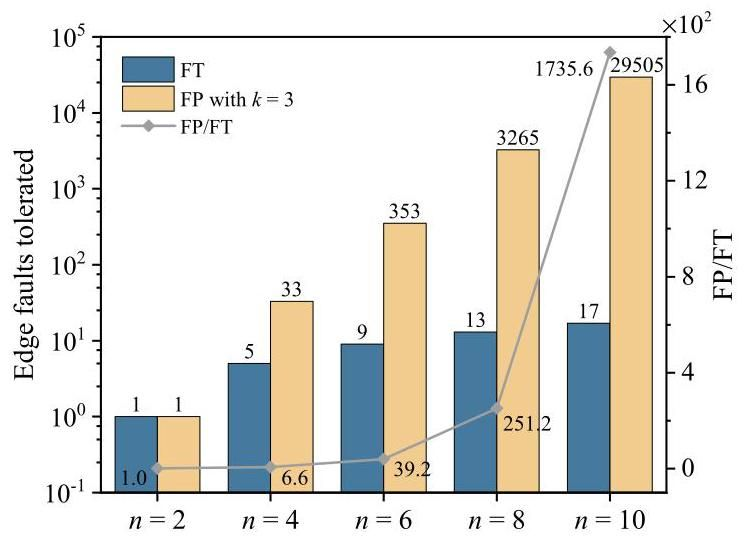 ×10²
10⁵
10⁴
10³
10²
10¹
10⁰
10⁻¹
Edge faults tolerated
FT
FP with k = 3
FP/FT
1
1
5
33
9
353
13
3265
17
29505
1.0
6.6
39.2
251.2
1735.6
16
12
8
4
0
FP/FT
n = 2
n = 4
n = 6
n = 8
n = 10